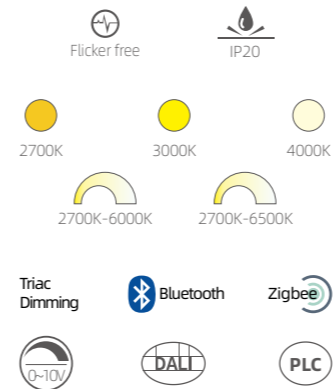 Flicker free
IP20
2700K
3000K
4000K
2700K-6000K
2700K-6500K
Triac
Dimming
Bluetooth
Zigbee
0~10V
DALI
PLC